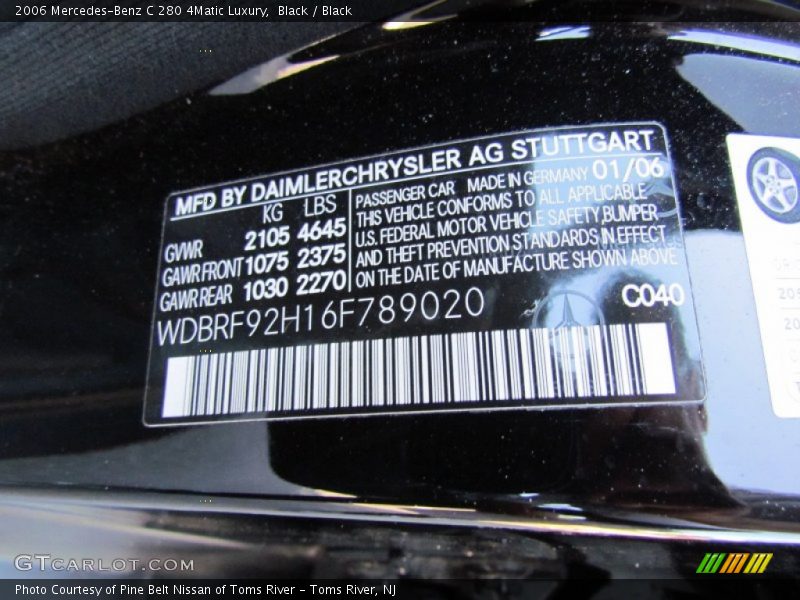 2006 Mercedes-Benz C 280 4Matic Luxury, Black / Black
MFD BY DAIMLERCHRYSLER AG STUTTGART
KG LBS
GVWR 2105 4645
GAWR FRONT 1075 2375
GAWR REAR 1030 2270
PASSENGER CAR MADE IN GERMANY 01/06
THIS VEHICLE CONFORMS TO ALL APPLICABLE
U.S. FEDERAL MOTOR VEHICLE SAFETY, BUMPER
AND THEFT PREVENTION STANDARDS IN EFFECT
ON THE DATE OF MANUFACTURE SHOWN ABOVE
WDBRF92H16F789020
C040
GTCARLOT.COM
Photo Courtesy of Pine Belt Nissan of Toms River - Toms River, NJ